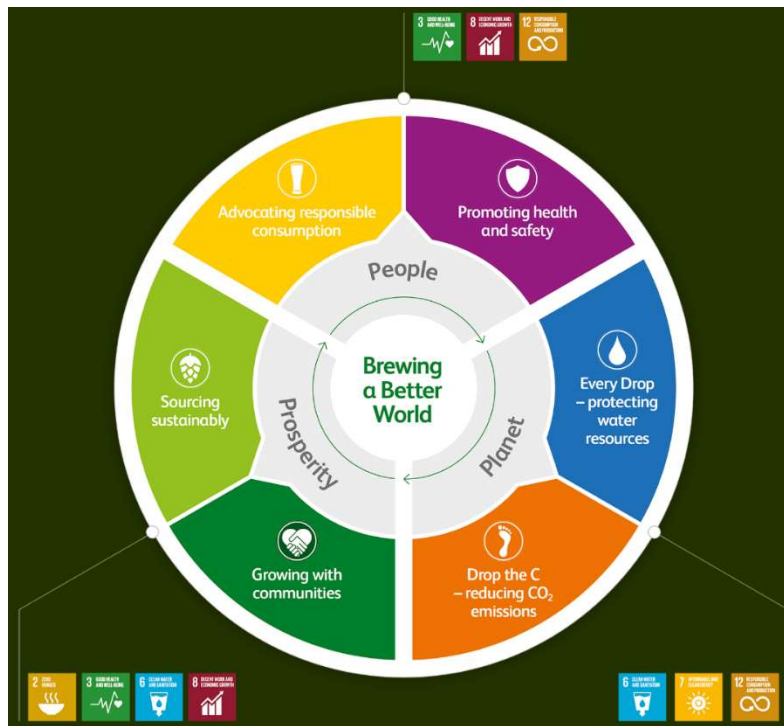 3 GOOD HEALTH
AND WELL-BEING
8 DECENT WORK AND
ECONOMIC GROWTH
12 RESPONSIBLE
CONSUMPTION
AND PRODUCTION
Advocating responsible
consumption
Promoting health
and safety
People
Sourcing
sustainably
Brewing
a Better
World
Every Drop
– protecting
water
resources
Prosperity
Planet
Growing with
communities
Drop the C
– reducing CO₂
emissions
2 ZERO
HUNGER
3 GOOD HEALTH
AND WELL-BEING
6 CLEAN WATER
AND SANITATION
8 DECENT WORK AND
ECONOMIC GROWTH
6 CLEAN WATER
AND SANITATION
7 AFFORDABLE AND
CLEAN ENERGY
12 RESPONSIBLE
CONSUMPTION
AND PRODUCTION